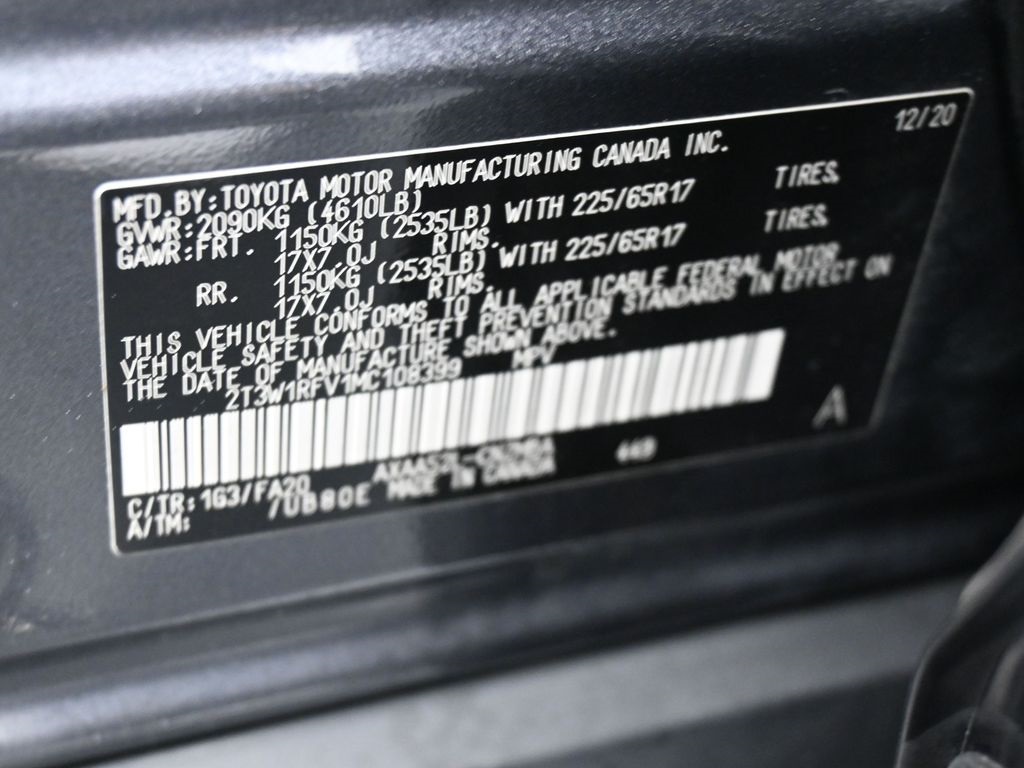 12/20
MFD.BY:TOYOTA MOTOR MANUFACTURING CANADA INC.
GVWR:2090KG (4610LB)
GAWR:FRT. 1150KG (2535LB) WITH 225/65R17 TIRES,
17X7.0J RIMS.
RR. 1150KG (2535LB) WITH 225/65R17 TIRES,
17X7.0J RIMS.
THIS VEHICLE CONFORMS TO ALL APPLICABLE FEDERAL MOTOR
VEHICLE SAFETY AND THEFT PREVENTION STANDARDS IN EFFECT ON
THE DATE OF MANUFACTURE SHOWN ABOVE.
2T3W1RFV1MC108399 MPV
A
C/TR:1G3/FA20
A/TM: MADE IN CANADA